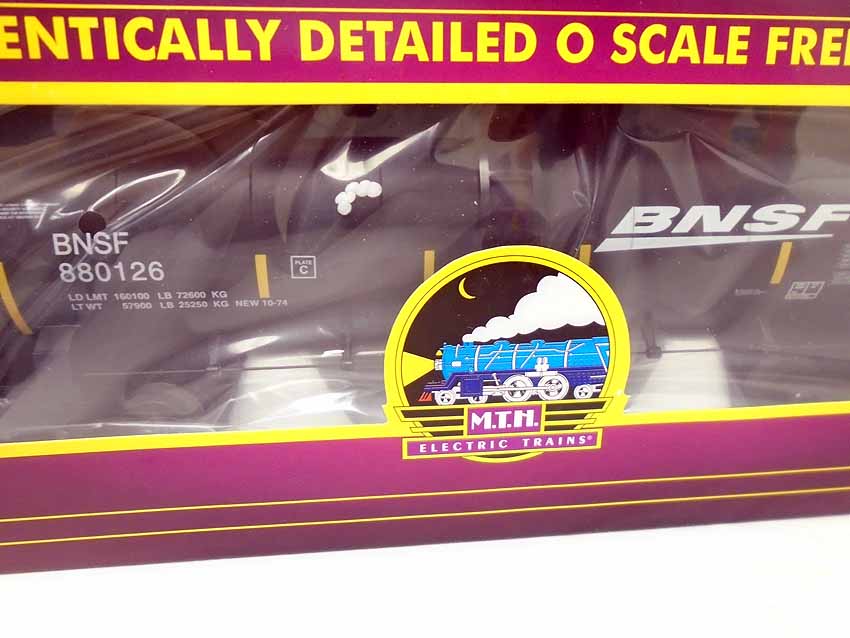 ENTICALLY DETAILED O SCALE FREI
BNSF
880126
LD LMT 160100 LB 72600 KG
LT WT 57900 LB 25250 KG NEW 10-74
PLATE
C
BNSF
M.T.H.
ELECTRIC TRAINS®